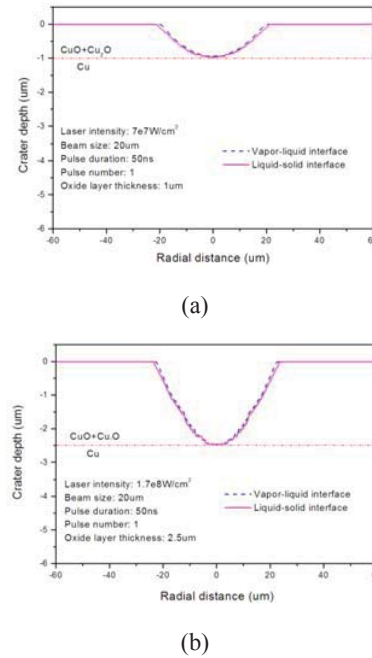 0
-1
-2
-3
-4
-5
-6
Crater depth (um)
CuO+Cu₂O
Cu
Laser intensity: 7e7W/cm²
Beam size: 20um
Pulse duration: 50ns
Pulse number: 1
Oxide layer thickness: 1um
Vapor-liquid interface
Liquid-solid interface
-60 -40 -20 0 20 40 60
Radial distance (um)
(a)
0
-1
-2
-3
-4
-5
-6
Crater depth (um)
CuO+Cu₂O
Cu
Laser intensity: 1.7e8W/cm²
Beam size: 20um
Pulse duration: 50ns
Pulse number: 1
Oxide layer thickness: 2.5um
Vapor-liquid interface
Liquid-solid interface
-60 -40 -20 0 20 40 60
Radial distance (um)
(b)